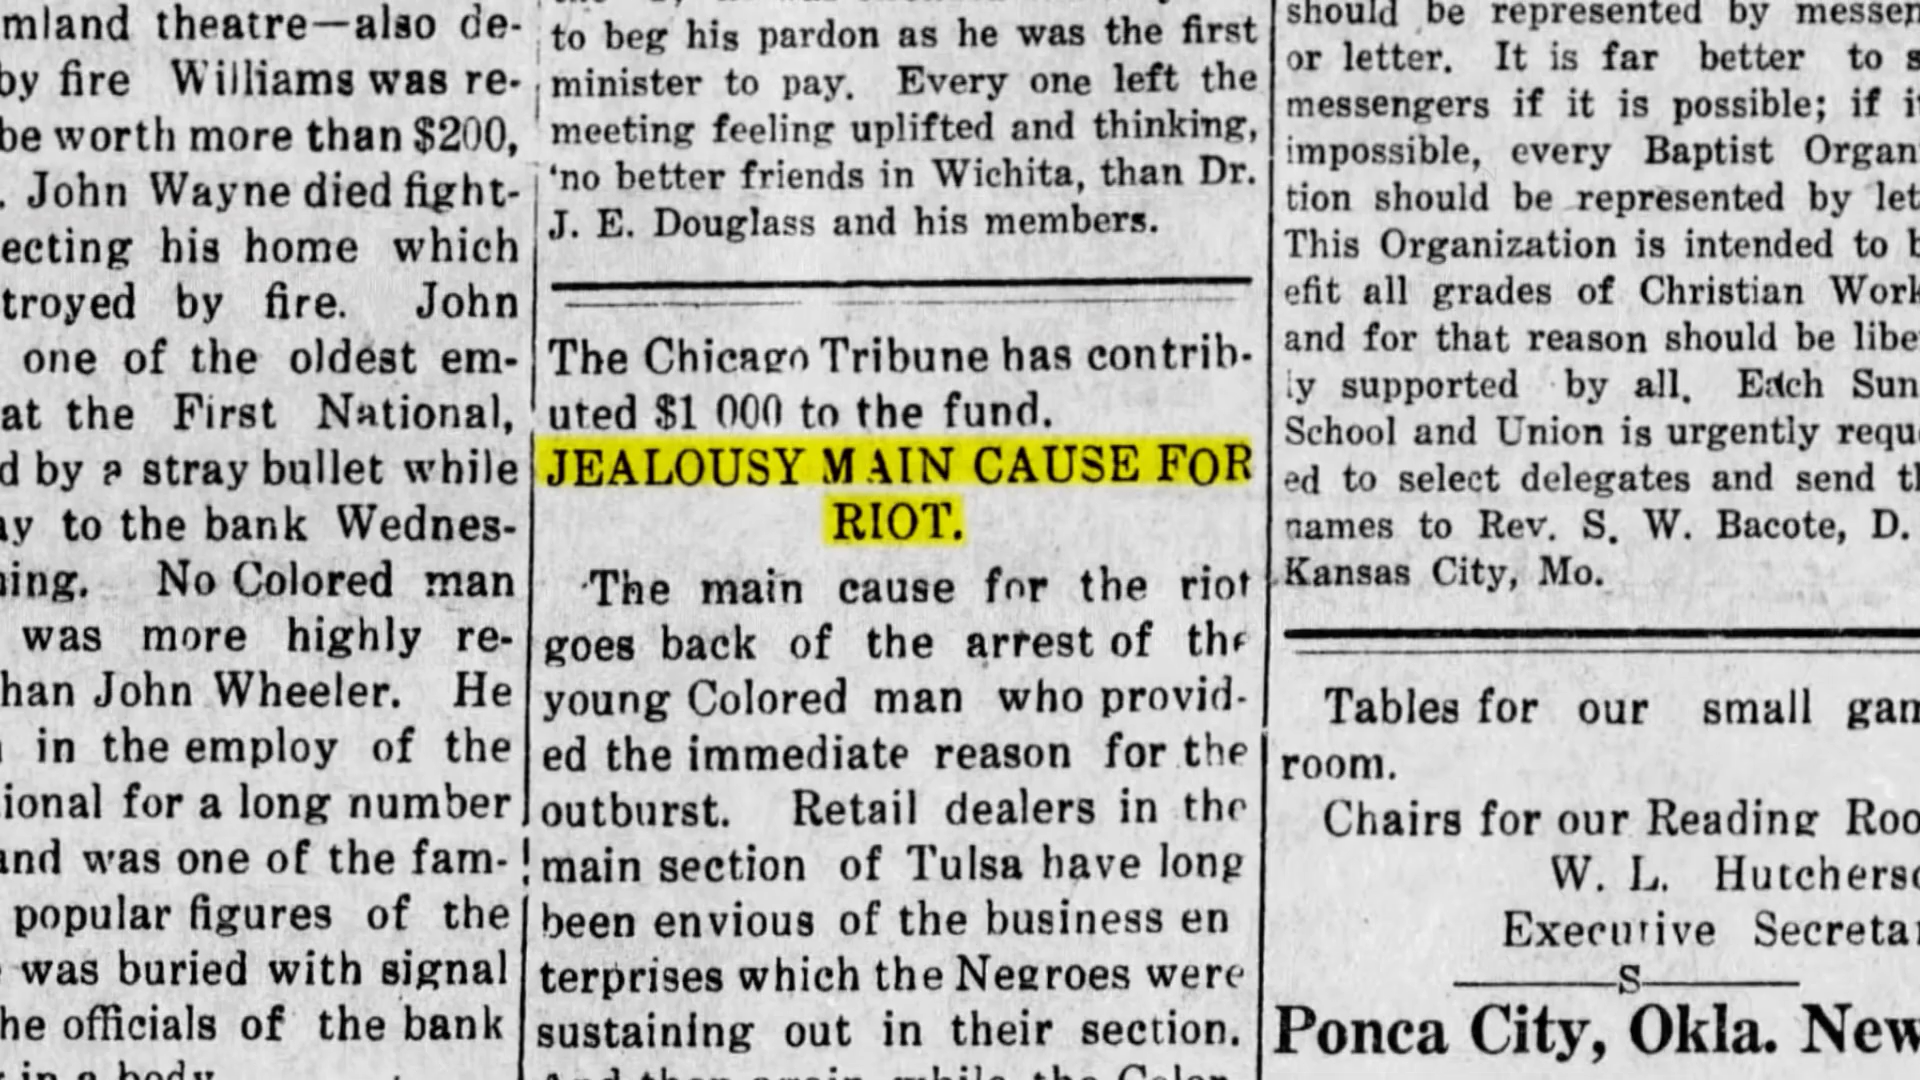 mland theatre—also de-
by fire Williams was re-
be worth more than $200,
. John Wayne died fight-
ecting his home which
troyed by fire. John
one of the oldest em-
at the First National,
d by a stray bullet while
ay to the bank Wednes-
ning. No Colored man
was more highly re-
han John Wheeler. He
in the employ of the
ional for a long number
and was one of the fam-
popular figures of the
was buried with signal
he officials of the bank
in a body
to beg his pardon as he was the first
minister to pay. Every one left the
meeting feeling uplifted and thinking,
'no better friends in Wichita, than Dr.
J. E. Douglass and his members.
The Chicago Tribune has contrib-
uted $1 000 to the fund.
JEALOUSY MAIN CAUSE FOR
RIOT.
The main cause for the riot
goes back of the arrest of the
young Colored man who provid-
ed the immediate reason for the
outburst. Retail dealers in the
main section of Tulsa have long
been envious of the business en
terprises which the Negroes were
sustaining out in their section.
And then again while the Color-
should be represented by messen
or letter. It is far better to s
messengers if it is possible; if i
impossible, every Baptist Organ
tion should be represented by let
This Organization is intended to b
efit all grades of Christian Work
and for that reason should be libe
ly supported by all. Each Sun
School and Union is urgently requ
ed to select delegates and send th
names to Rev. S. W. Bacote, D.
Kansas City, Mo.
Tables for our small gam
room.
Chairs for our Reading Roo
W. L. Hutcherso
Executive Secreta
S
Ponca City, Okla. New